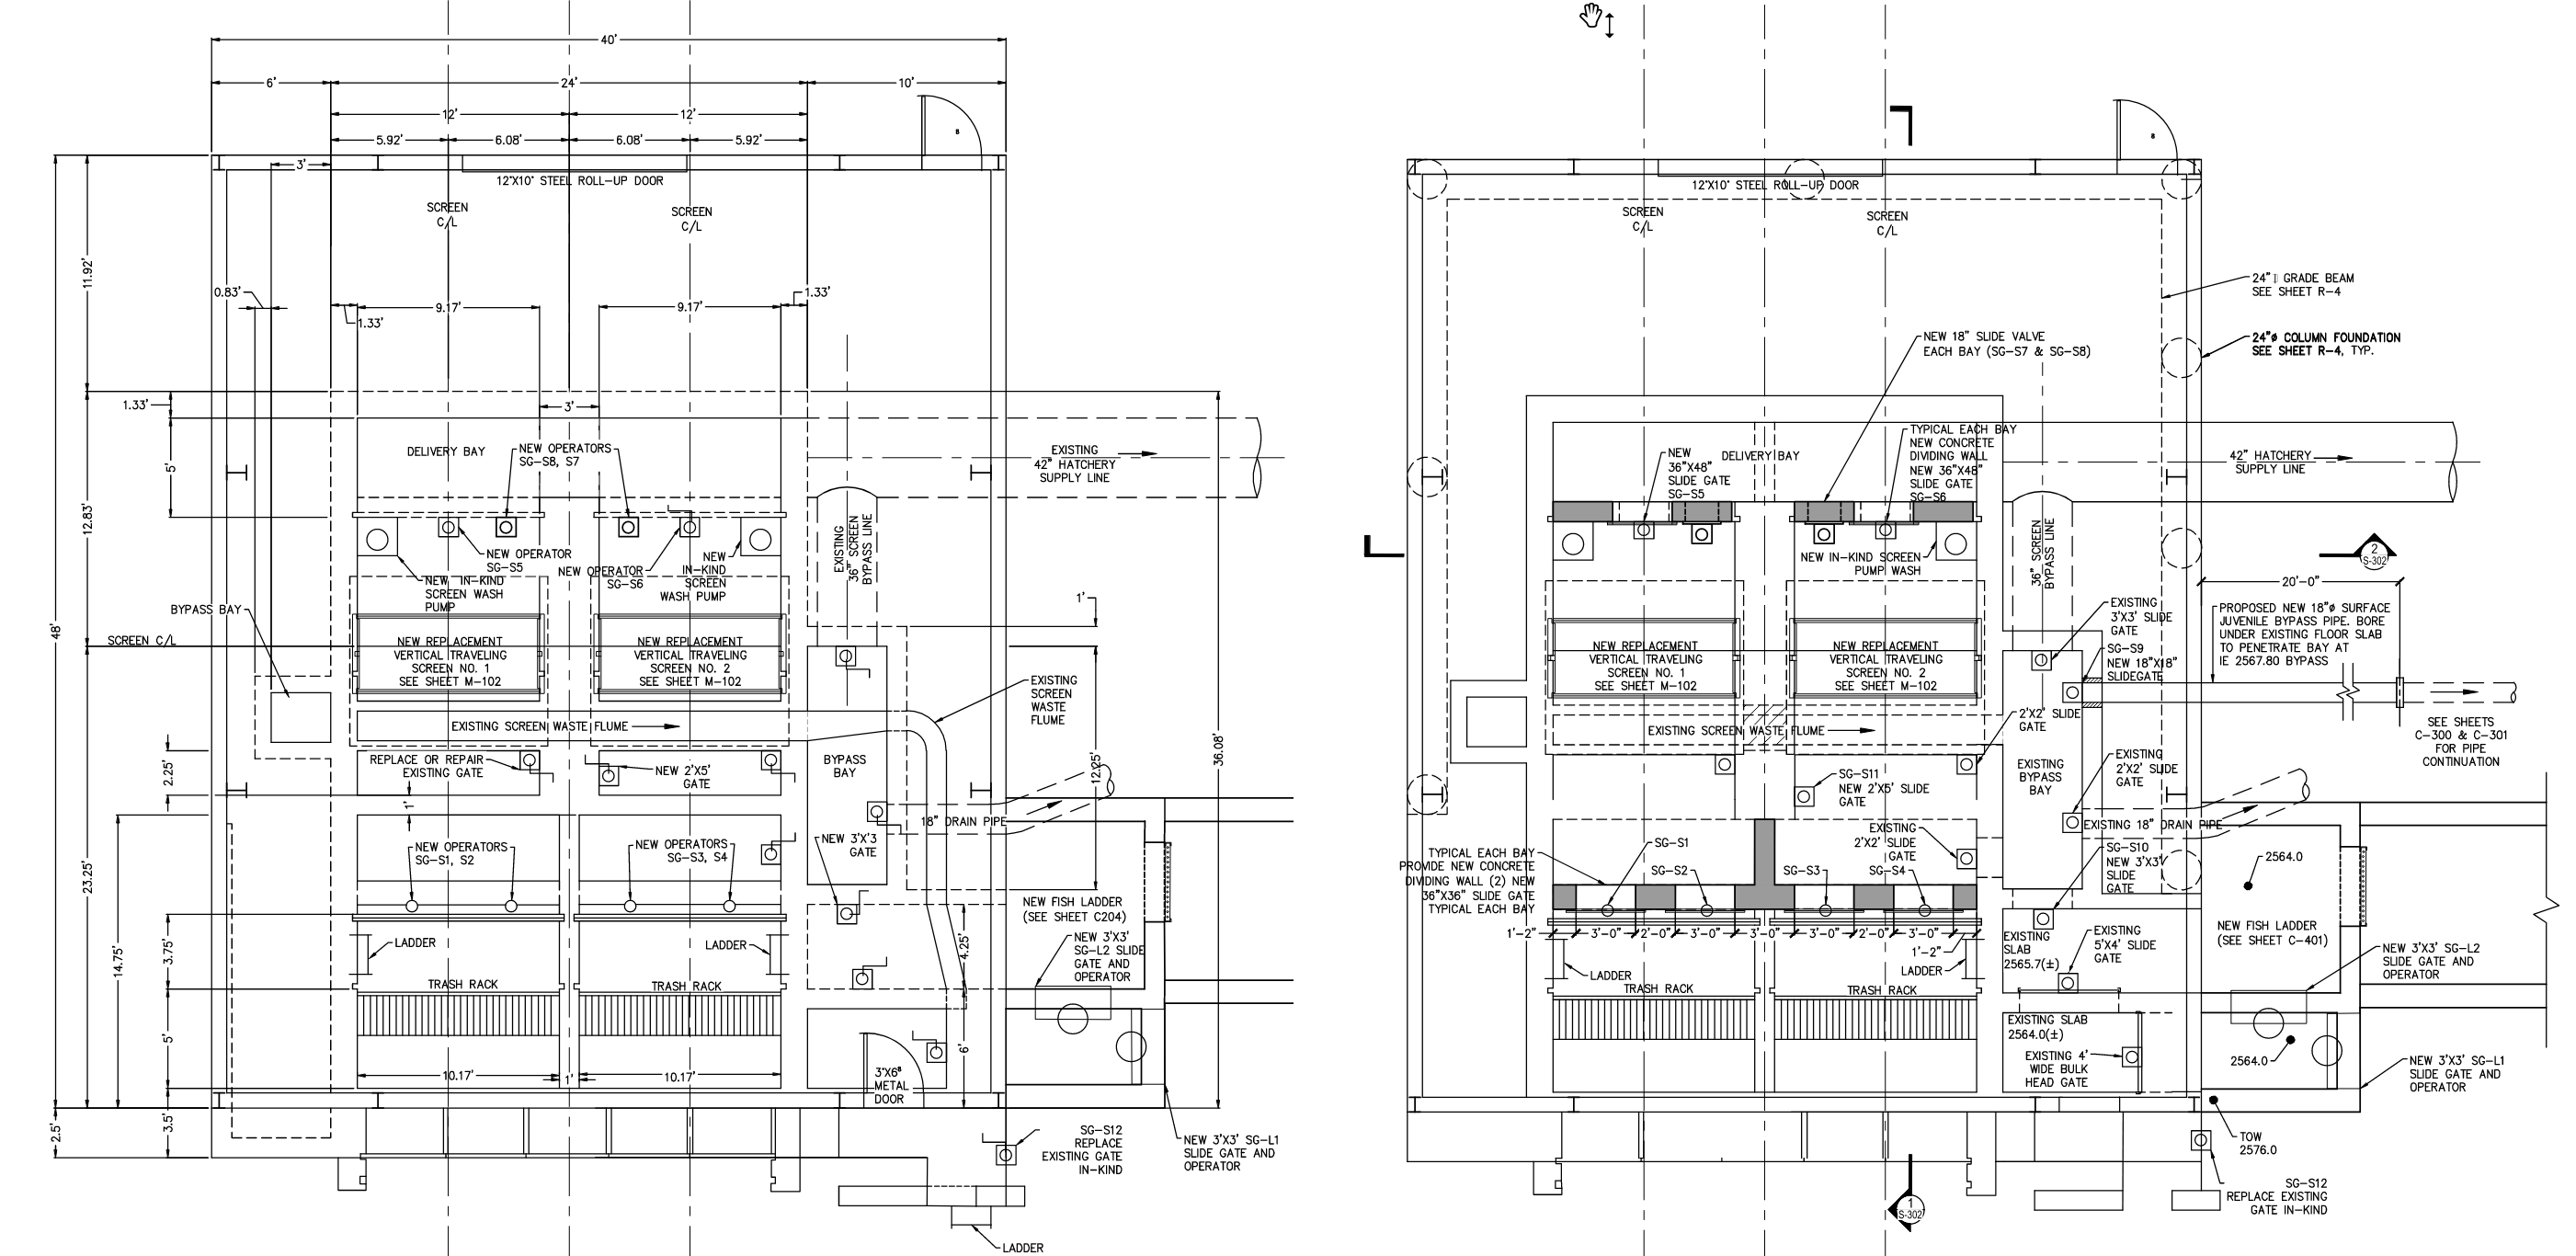 40'
6'
24'
10'
12'
12'
5.92'
6.08'
6.08'
5.92'
3'
12'X10' STEEL ROLL-UP DOOR
SCREEN
C/L
SCREEN
C/L
11.92'
0.83'
1.33'
9.17'
9.17'
1.33'
1.33'
3'
5'
12.83'
48'
DELIVERY BAY
NEW OPERATORS
SG-S8, S7
EXISTING
42" HATCHERY
SUPPLY LINE
NEW OPERATOR
SG-S5
NEW OPERATOR
SG-S6
NEW
IN-KIND
SCREEN
WASH PUMP
NEW IN-KIND
SCREEN WASH
PUMP
EXISTING
36" SCREEN
BYPASS LINE
BYPASS BAY
SCREEN C/L
1'
NEW REPLACEMENT
VERTICAL TRAVELING
SCREEN NO. 1
SEE SHEET M-102
NEW REPLACEMENT
VERTICAL TRAVELING
SCREEN NO. 2
SEE SHEET M-102
EXISTING
SCREEN
WASTE
FLUME
EXISTING SCREEN WASTE FLUME
36.08'
12.25'
2.25'
REPLACE OR REPAIR
EXISTING GATE
NEW 2'X5'
GATE
BYPASS
BAY
1'
18" DRAIN PIPE
NEW 3'X'3
GATE
NEW OPERATORS
SG-S1, S2
NEW OPERATORS
SG-S3, S4
23.25'
14.75'
3.75'
NEW FISH LADDER
(SEE SHEET C204)
LADDER
LADDER
4.25'
NEW 3'X3'
SG-L2 SLIDE
GATE AND
OPERATOR
TRASH RACK
TRASH RACK
5'
6'
10.17'
1'
10.17'
3'X6⁸
METAL
DOOR
2.5'
3.5'
SG-S12
REPLACE
EXISTING GATE
IN-KIND
NEW 3'X3' SG-L1
SLIDE GATE AND
OPERATOR
LADDER
12'X10' STEEL ROLL-UP DOOR
SCREEN
C/L
SCREEN
C/L
24" GRADE BEAM
SEE SHEET R-4
24"ø COLUMN FOUNDATION
SEE SHEET R-4, TYP.
NEW 18" SLIDE VALVE
EACH BAY (SG-S7 & SG-S8)
NEW
36"X48"
SLIDE GATE
SG-S5
DELIVERY BAY
TYPICAL EACH BAY
NEW CONCRETE
DIVIDING WALL
NEW 36"X48"
SLIDE GATE
SG-S6
42" HATCHERY
SUPPLY LINE
NEW IN-KIND SCREEN
PUMP WASH
36" SCREEN
BYPASS LINE
2
S-302
20'-0"
EXISTING
3'X3' SLIDE
GATE
PROPOSED NEW 18"ø SURFACE
JUVENILE BYPASS PIPE. BORE
UNDER EXISTING FLOOR SLAB
TO PENETRATE BAY AT
IE 2567.80 BYPASS
NEW REPLACEMENT
VERTICAL TRAVELING
SCREEN NO. 1
SEE SHEET M-102
NEW REPLACEMENT
VERTICAL TRAVELING
SCREEN NO. 2
SEE SHEET M-102
SG-S9
NEW 18"X18"
SLIDEGATE
2'X2' SLIDE
GATE
EXISTING SCREEN WASTE FLUME
SEE SHEETS
C-300 & C-301
FOR PIPE
CONTINUATION
EXISTING
BYPASS
BAY
EXISTING
2'X2' SLIDE
GATE
SG-S11
NEW 2'X5' SLIDE
GATE
EXISTING 18" DRAIN PIPE
EXISTING
2'X2' SLIDE
GATE
SG-S1
SG-S2
SG-S3
SG-S4
TYPICAL EACH BAY
PROVIDE NEW CONCRETE
DIVIDING WALL (2) NEW
36"X36" SLIDE GATE
TYPICAL EACH BAY
SG-S10
NEW 3'X3'
SLIDE
GATE
2564.0
1'-2"
3'-0"
2'-0"
3'-0"
3'-0"
3'-0"
2'-0"
3'-0"
1'-2"
NEW FISH LADDER
(SEE SHEET C-401)
EXISTING
SLAB
2565.7(±)
EXISTING
5'X4' SLIDE
GATE
NEW 3'X3' SG-L2
SLIDE GATE AND
OPERATOR
LADDER
LADDER
TRASH RACK
TRASH RACK
EXISTING SLAB
2564.0(±)
EXISTING 4'
WIDE BULK
HEAD GATE
2564.0
NEW 3'X3' SG-L1
SLIDE GATE AND
OPERATOR
TOW
2576.0
SG-S12
REPLACE EXISTING
GATE IN-KIND
1
S-302